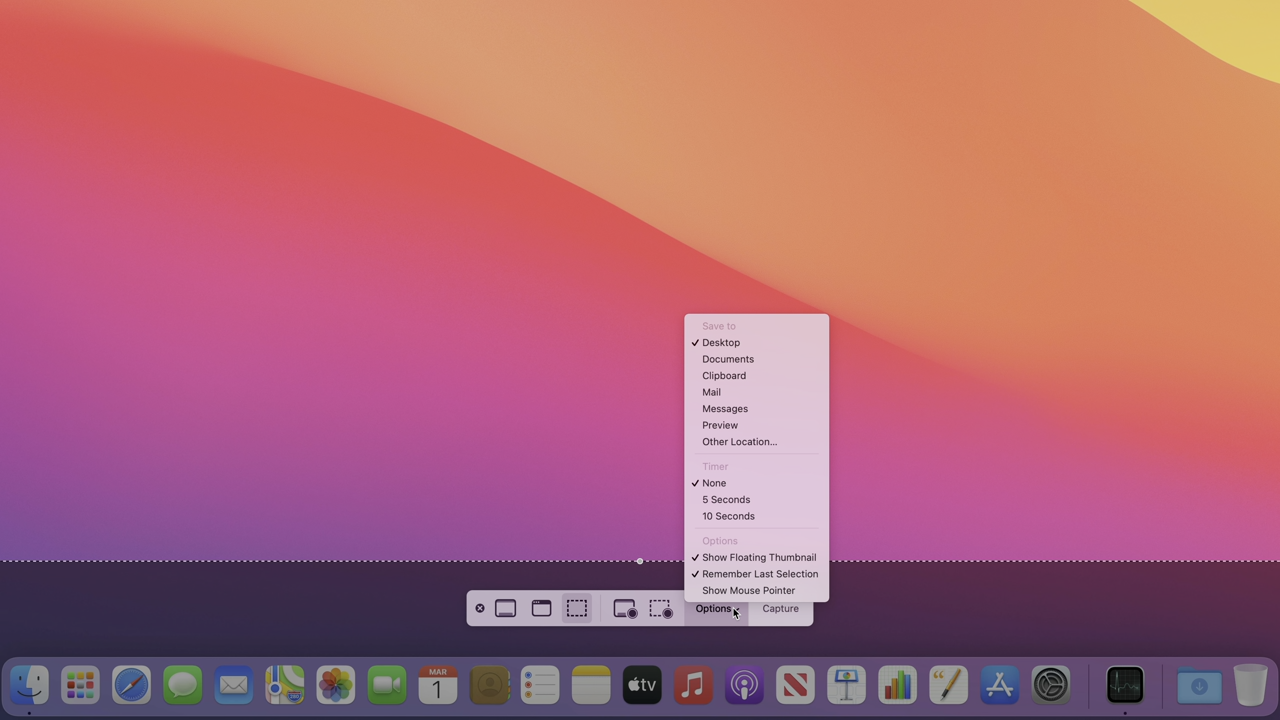 Save to
Desktop
Documents
Clipboard
Mail
Messages
Preview
Other Location...
Timer
None
5 Seconds
10 Seconds
Options
Show Floating Thumbnail
Remember Last Selection
Show Mouse Pointer
Options
Capture
MAR
1
tv